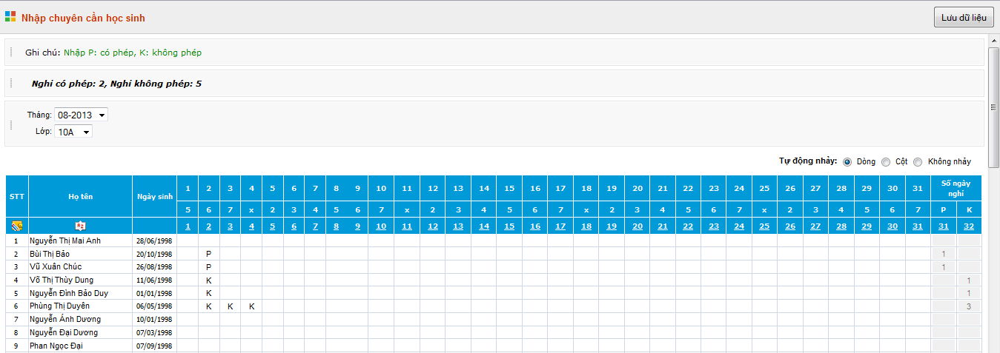 Nhập chuyên cần học sinh
Lưu dữ liệu
Ghi chú: Nhập P: có phép, K: không phép
Nghỉ có phép: 2, Nghỉ không phép: 5
Tháng: 08-2013
Lớp: 10A
Tự động nhảy: Dòng Cột Không nhảy
STT Họ tên Ngày sinh 1 2 3 4 5 6 7 8 9 10 11 12 13 14 15 16 17 18 19 20 21 22 23 24 25 26 27 28 29 30 31 Số ngày nghỉ
5 6 7 x 2 3 4 5 6 7 x 2 3 4 5 6 7 x 2 3 4 5 6 7 x 2 3 4 5 6 7 P K
1 2 3 4 5 6 7 8 9 10 11 12 13 14 15 16 17 18 19 20 21 22 23 24 25 26 27 28 29 30 31 31 32
1 Nguyễn Thị Mai Anh 28/06/1998
2 Bùi Thị Bảo 20/10/1998 P 1
3 Vũ Xuân Chúc 26/08/1998 P 1
4 Võ Thị Thùy Dung 11/06/1998 K 1
5 Nguyễn Đình Bảo Duy 01/01/1998 K 1
6 Phùng Thị Duyên 06/05/1998 K K K 3
7 Nguyễn Ánh Dương 10/01/1998
8 Nguyễn Đại Dương 07/03/1998
9 Phan Ngọc Đại 07/09/1998